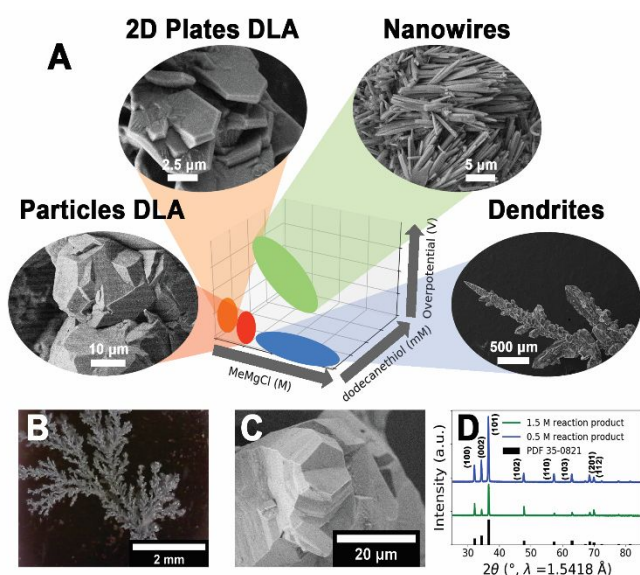 2D Plates DLA
Nanowires
A
2.5 µm
5 µm
Particles DLA
Dendrites
10 µm
500 µm
Overpotential (V)
dodecanethiol (mM)
MeMgCl (M)
B
2 mm
C
20 µm
D
1.5 M reaction product
0.5 M reaction product
PDF 35-0821
(100)
(002)
(101)
(102)
(110)
(103)
(201)
(112)
Intensity (a.u.)
30 40 50 60 70 80
2θ (°, λ =1.5418 Å)